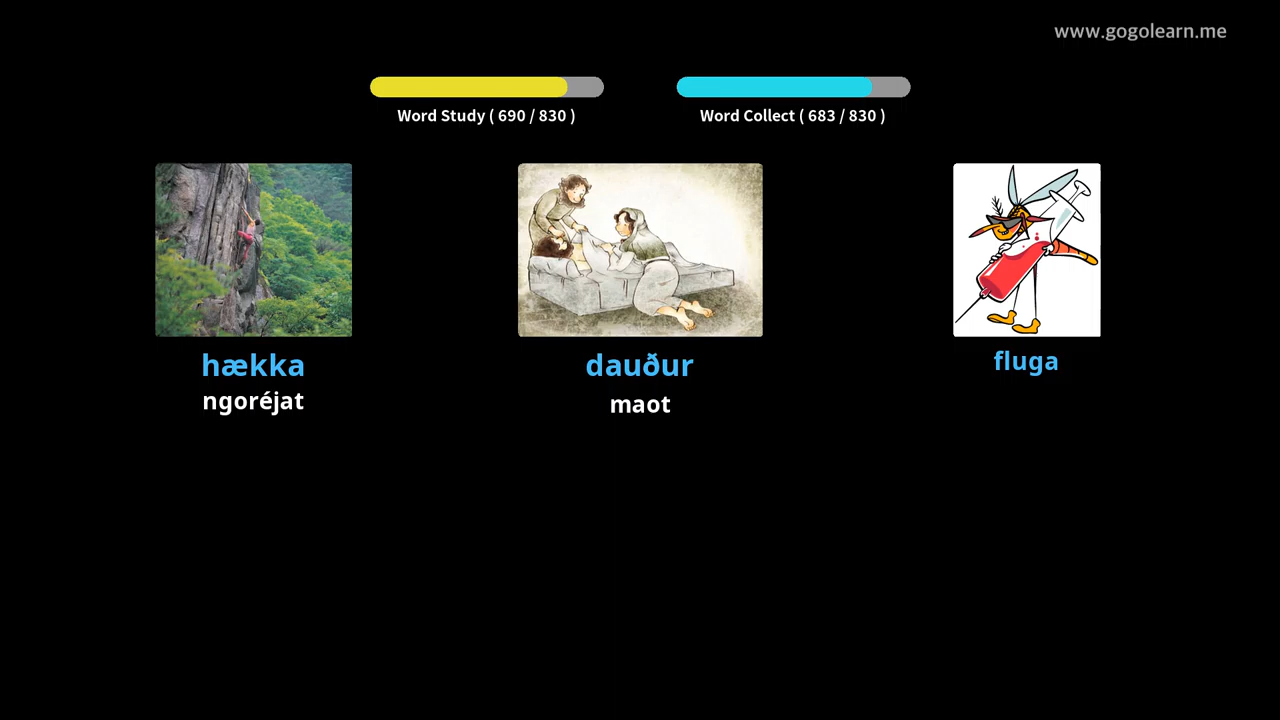 www.gogolearn.me
Word Study ( 690 / 830 )
Word Collect ( 683 / 830 )
hækka
dauður
fluga
ngoréjat
maot